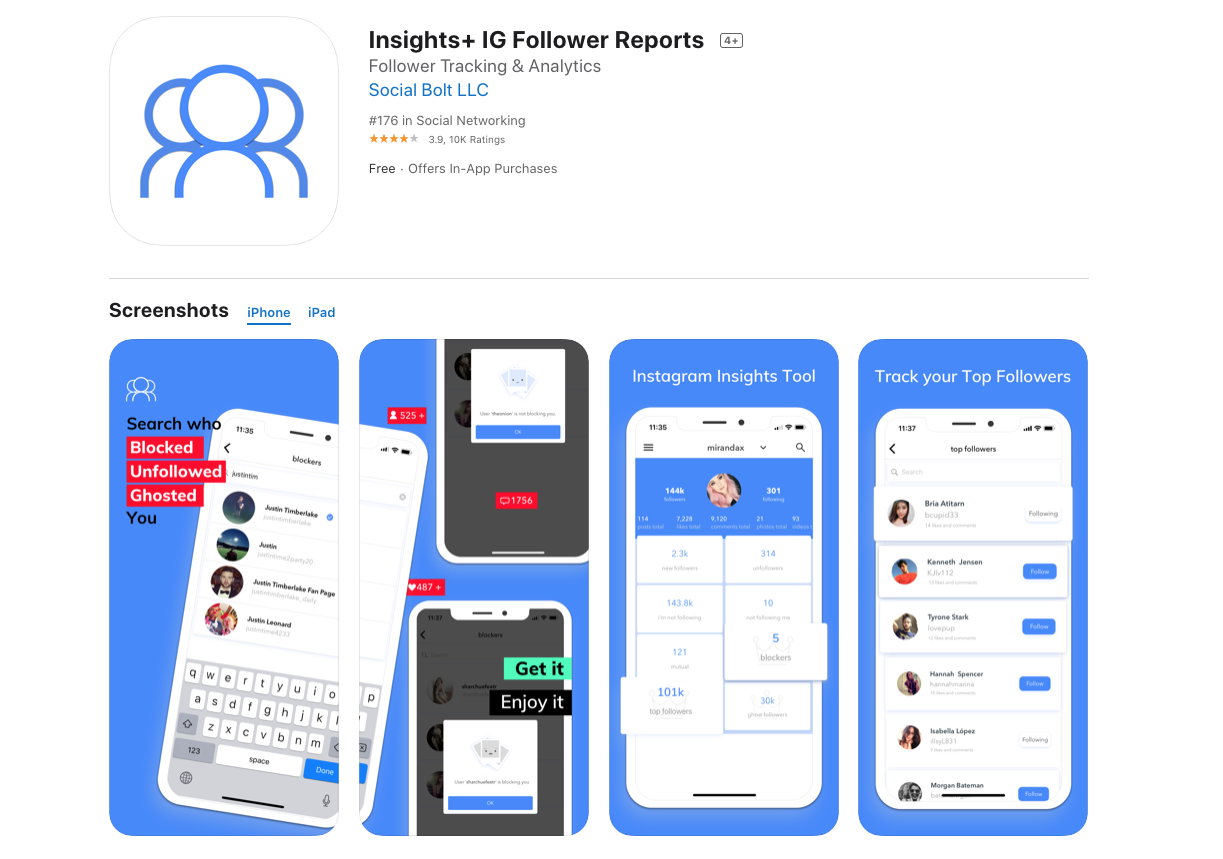 Insights+ IG Follower Reports 4+
Follower Tracking & Analytics
Social Bolt LLC
#176 in Social Networking
3.9, 10K Ratings
Free · Offers In-App Purchases
Screenshots iPhone iPad
Search who
Blocked
Unfollowed
Ghosted
You
11:35
blockers
justintim
Justin Timberlake
justintimberlake
Justin
justintime2party20
Justin Timberlake Fan Page
justintimberlake_daily
Justin Leonard
justintime4233
q w e r t y u i o p
a s d f g h j k l
z x c v b n m
123 space Done
525 +
is not blocking you.
OK
1756
487 +
11:37
blockers
Search
Get it
Enjoy it
is blocking you
OK
Instagram Insights Tool
11:35
mirandax
144k
followers
301
following
114
posts total
7,228
likes total
9,120
comments total
21
photos total
93
2.3k
new followers
314
unfollowers
143.8k
i'm not following
10
not following me
121
mutual
5
blockers
101k
top followers
30k
ghost followers
Track your Top Followers
11:37
top followers
Search
Bria Atitarn
bcupid33
14 likes and comments
Following
Kenneth Jensen
KJlv112
13 likes and comments
Follow
Tyrone Stark
lovepup
12 likes and comments
Follow
Hannah Spencer
hannahmarina
10 likes and comments
Follow
Isabella López
9 likes and comments
Following
Morgan Bateman
Follow